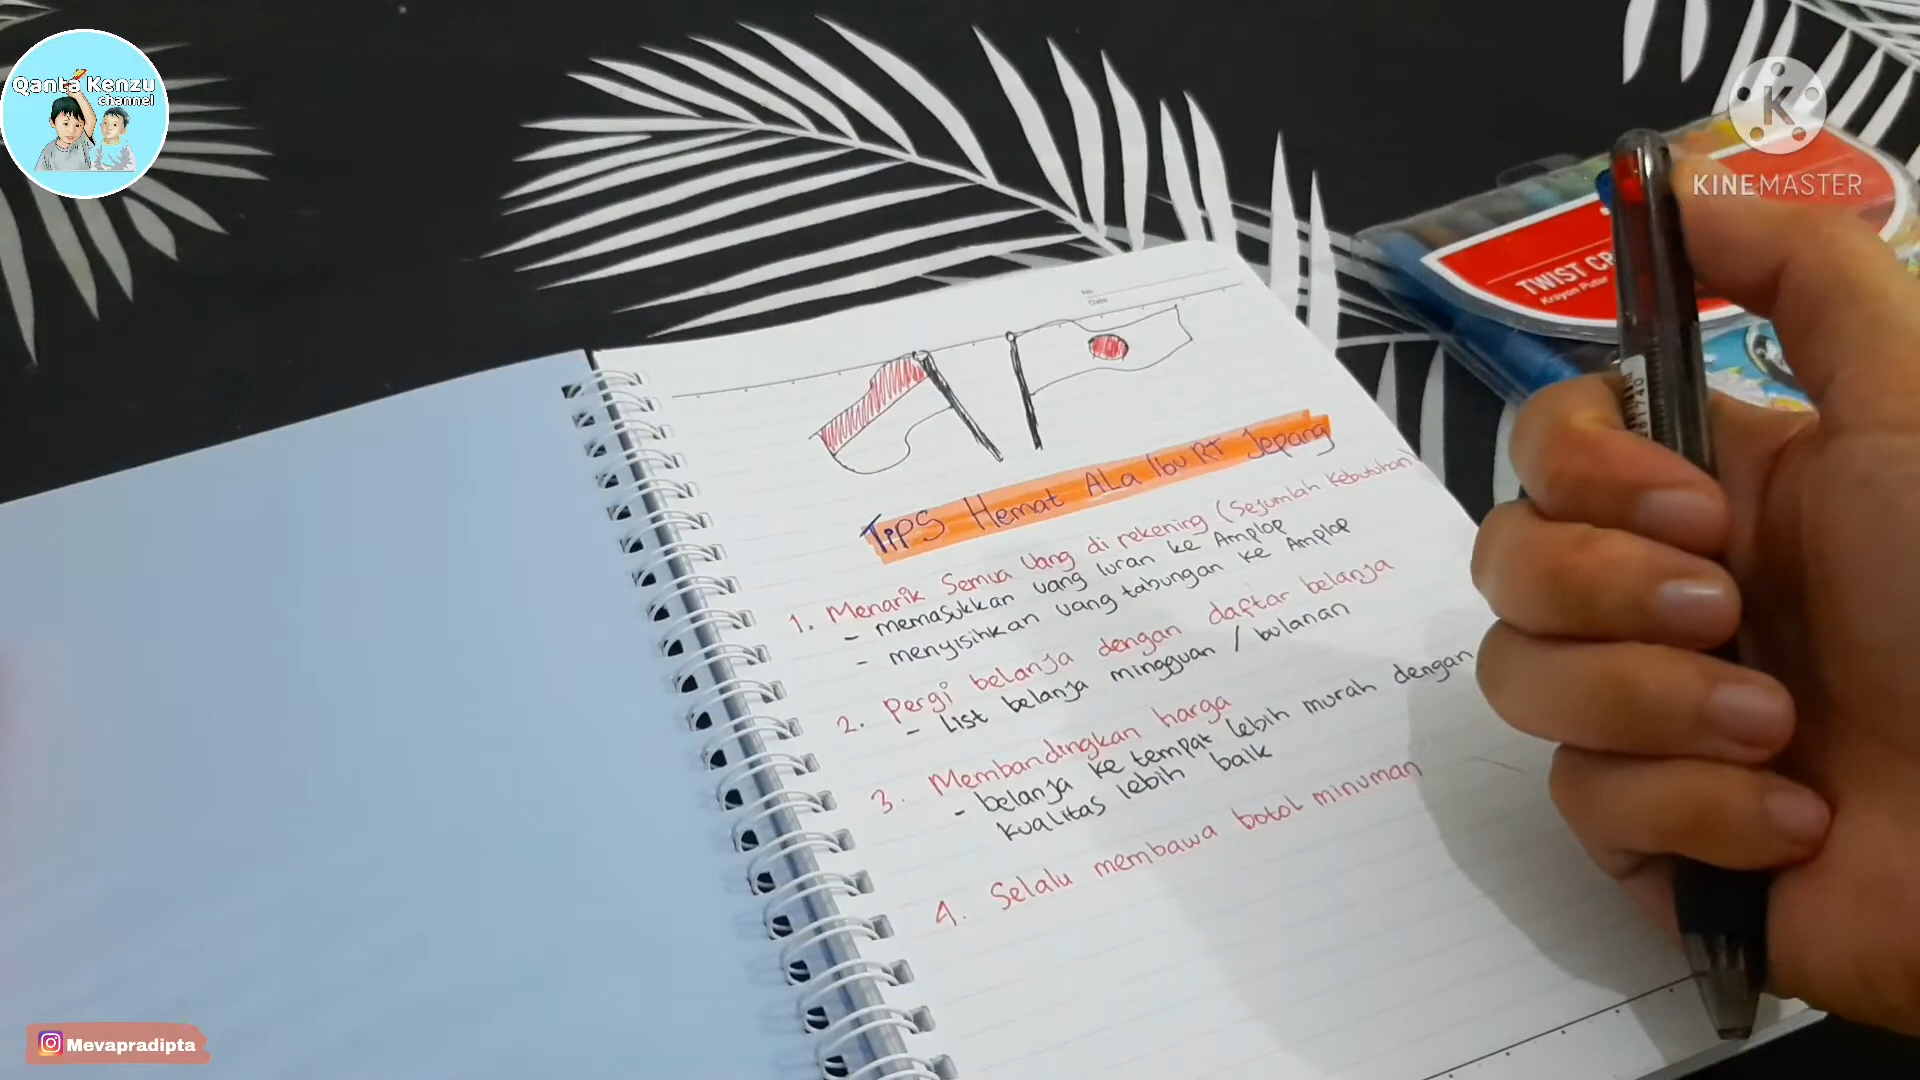 Qanta Kenzu
channel
K
KINEMASTER
TWIST CR
Krayon Putar
No
Date
TIPS Hemat ALa Ibu RT Jepang
1. Menarik Semua Uang di rekening (Sejumlah Kebutuhan)
- memasukkan uang Iuran ke Amplop
- menyisihkan uang tabungan ke Amplop
2. Pergi belanja dengan daftar belanja
- List belanja mingguan / bulanan
3. Membandingkan harga
- belanja ke tempat lebih murah dengan
kualitas lebih baik
4. Selalu membawa botol minuman
Mevapradipta